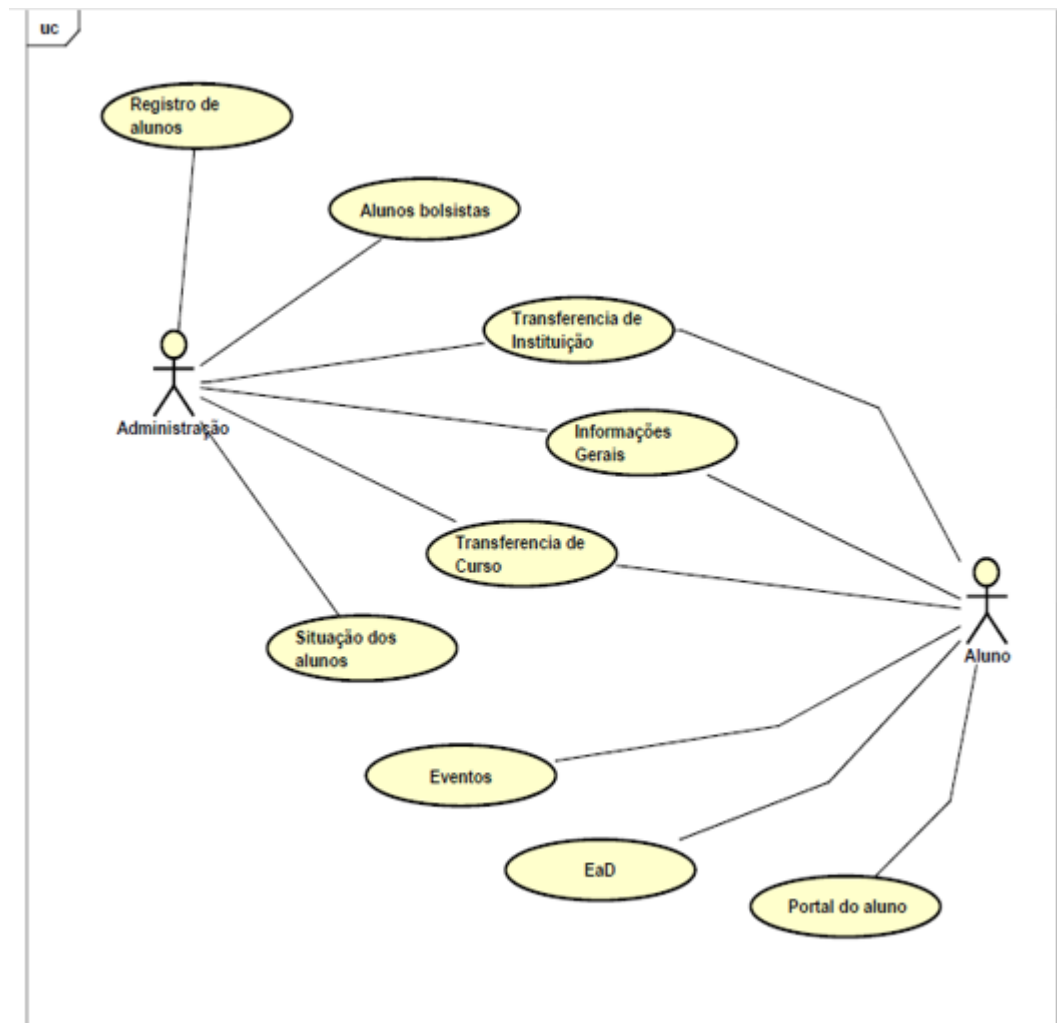 uc
Registro de
alunos
Alunos bolsistas
Transferencia de
Instituição
Administração
Informações
Gerais
Transferencia de
Curso
Situação dos
alunos
Aluno
Eventos
EaD
Portal do aluno